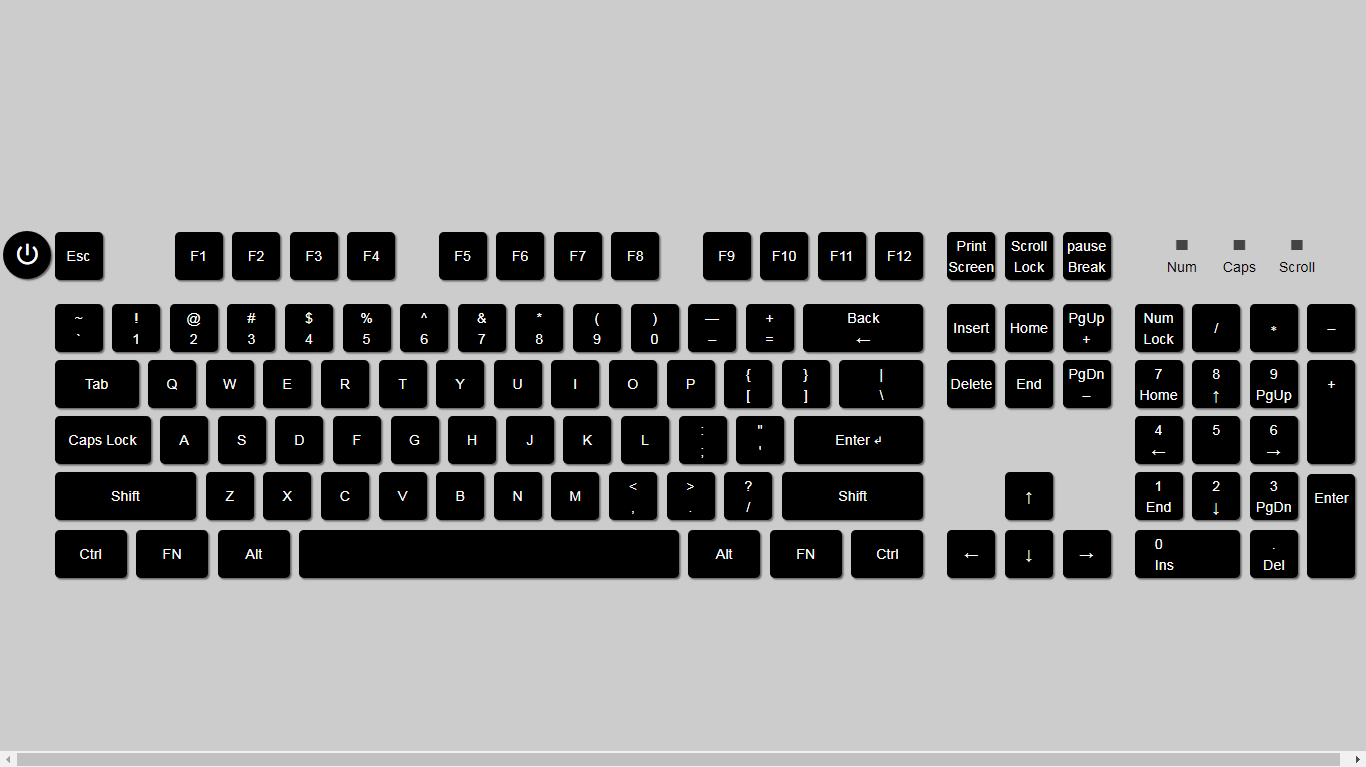 Esc F1 F2 F3 F4 F5 F6 F7 F8 F9 F10 F11 F12 Print Scroll pause
Screen Lock Break
Num Caps Scroll
~ ! @ # $ % ^ & * ( ) — + Back
` 1 2 3 4 5 6 7 8 9 0 – = ←
Insert Home PgUp
+
Num / * –
Lock
Tab Q W E R T Y U I O P { } |
[ ] \
Delete End PgDn
–
7 8 9 +
Home ↑ PgUp
Caps Lock A S D F G H J K L : " Enter ↲
; '
4 5 6
← →
Shift Z X C V B N M < > ? Shift
, . /
↑
1 2 3 Enter
End ↓ PgDn
Ctrl FN Alt Alt FN Ctrl
← ↓ →
0 .
Ins Del